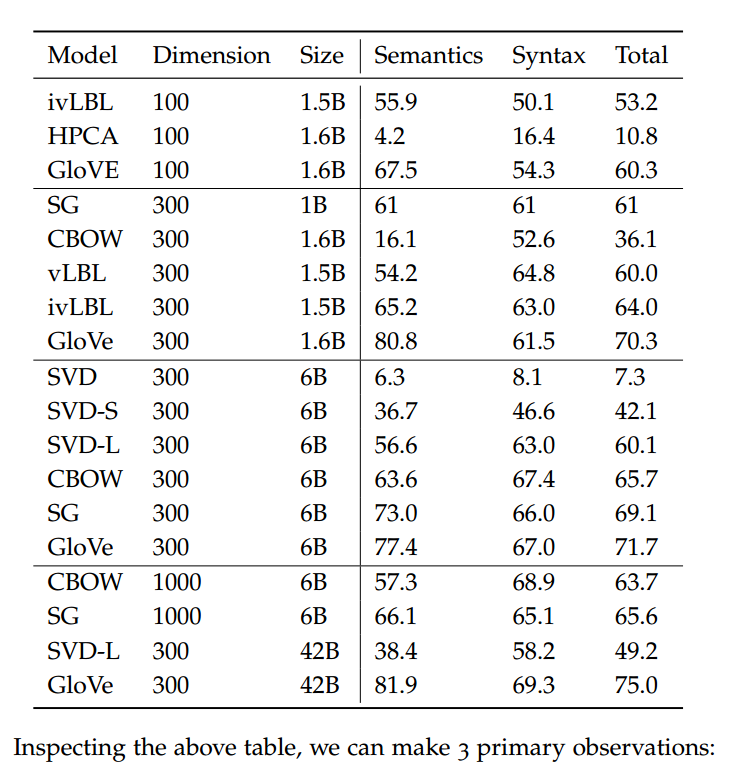 Model Dimension Size Semantics Syntax Total
ivLBL 100 1.5B 55.9 50.1 53.2
HPCA 100 1.6B 4.2 16.4 10.8
GloVE 100 1.6B 67.5 54.3 60.3
SG 300 1B 61 61 61
CBOW 300 1.6B 16.1 52.6 36.1
vLBL 300 1.5B 54.2 64.8 60.0
ivLBL 300 1.5B 65.2 63.0 64.0
GloVe 300 1.6B 80.8 61.5 70.3
SVD 300 6B 6.3 8.1 7.3
SVD-S 300 6B 36.7 46.6 42.1
SVD-L 300 6B 56.6 63.0 60.1
CBOW 300 6B 63.6 67.4 65.7
SG 300 6B 73.0 66.0 69.1
GloVe 300 6B 77.4 67.0 71.7
CBOW 1000 6B 57.3 68.9 63.7
SG 1000 6B 66.1 65.1 65.6
SVD-L 300 42B 38.4 58.2 49.2
GloVe 300 42B 81.9 69.3 75.0
Inspecting the above table, we can make 3 primary observations: